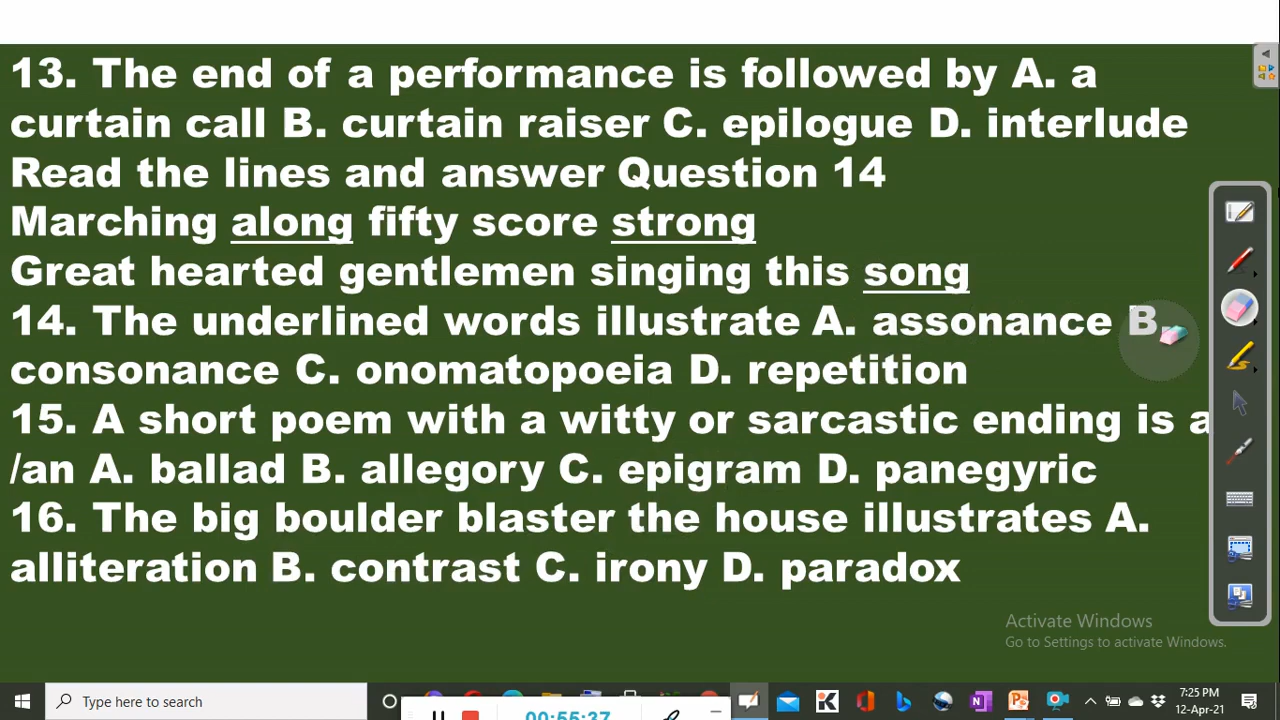 13. The end of a performance is followed by A. a
curtain call B. curtain raiser C. epilogue D. interlude
Read the lines and answer Question 14
Marching along fifty score strong
Great hearted gentlemen singing this song
14. The underlined words illustrate A. assonance B.
consonance C. onomatopoeia D. repetition
15. A short poem with a witty or sarcastic ending is a
/an A. ballad B. allegory C. epigram D. panegyric
16. The big boulder blaster the house illustrates A.
alliteration B. contrast C. irony D. paradox
Activate Windows
Go to Settings to activate Windows.
Type here to search
00:55:37
7:25 PM
12-Apr-21